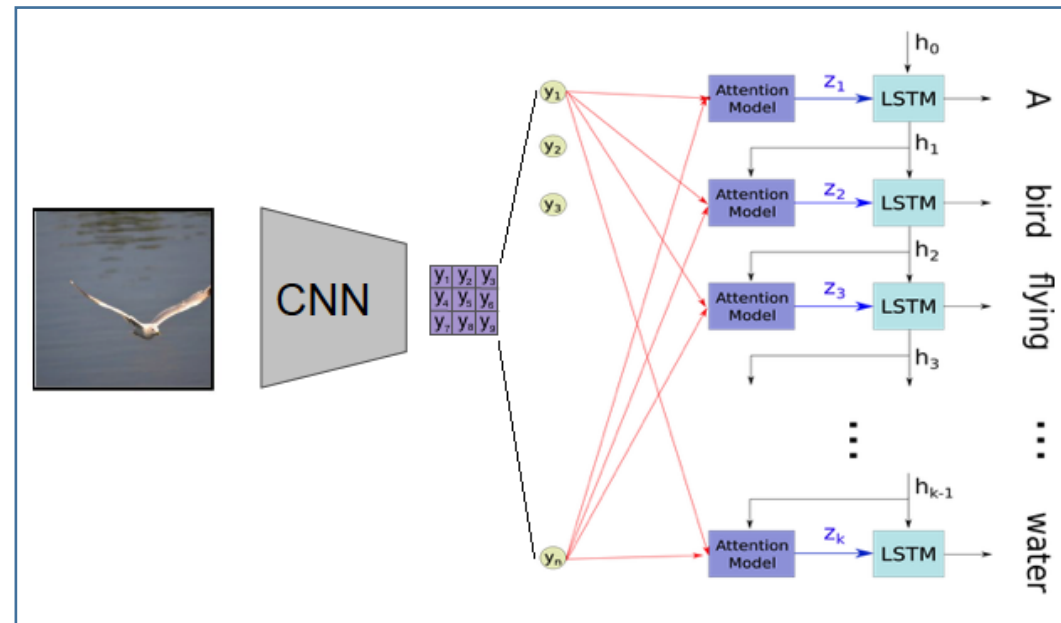 h₀
y₁ Attention Model z₁ LSTM A
y₂ h₁
y₃ Attention Model z₂ LSTM bird
h₂
CNN
y₁ y₂ y₃
y₄ y₅ y₆
y₇ y₈ y₉
Attention Model z₃ LSTM flying
h₃
... ...
hₖ₋₁
yₙ Attention Model zₖ LSTM water